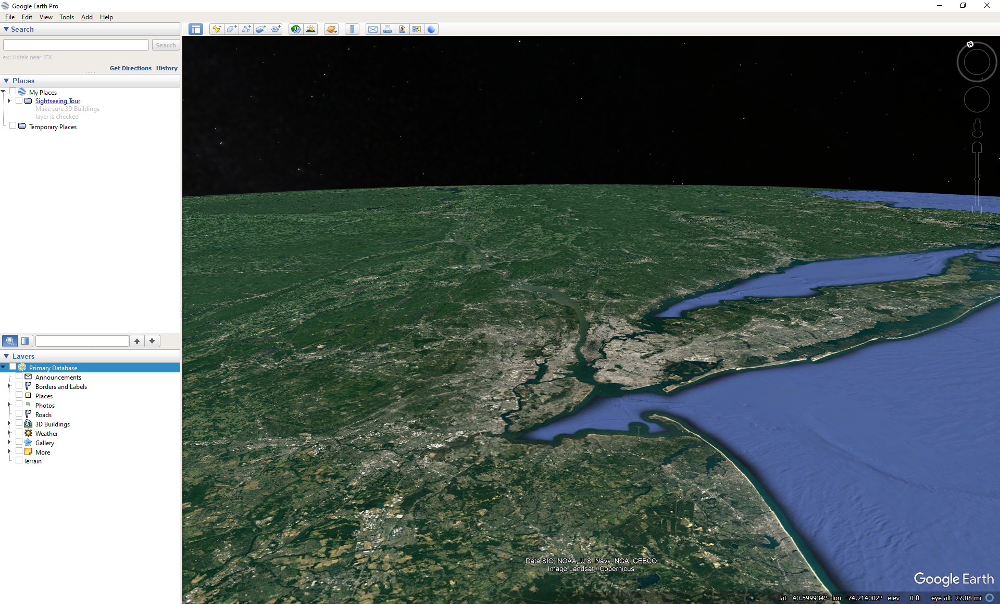 Google Earth Pro
File Edit View Tools Add Help
Search
Search
ex: Hotels near JFK
Get Directions History
Places
My Places
Sightseeing Tour
Make sure 3D Buildings
layer is checked
Temporary Places
Layers
Primary Database
Announcements
Borders and Labels
Places
Photos
Roads
3D Buildings
Weather
Gallery
More
Terrain
N
Data SIO, NOAA, U.S. Navy, NGA, GEBCO
Image Landsat / Copernicus
Google Earth
lat 40.599934° lon -74.214002° elev 0 ft eye alt 27.08 mi